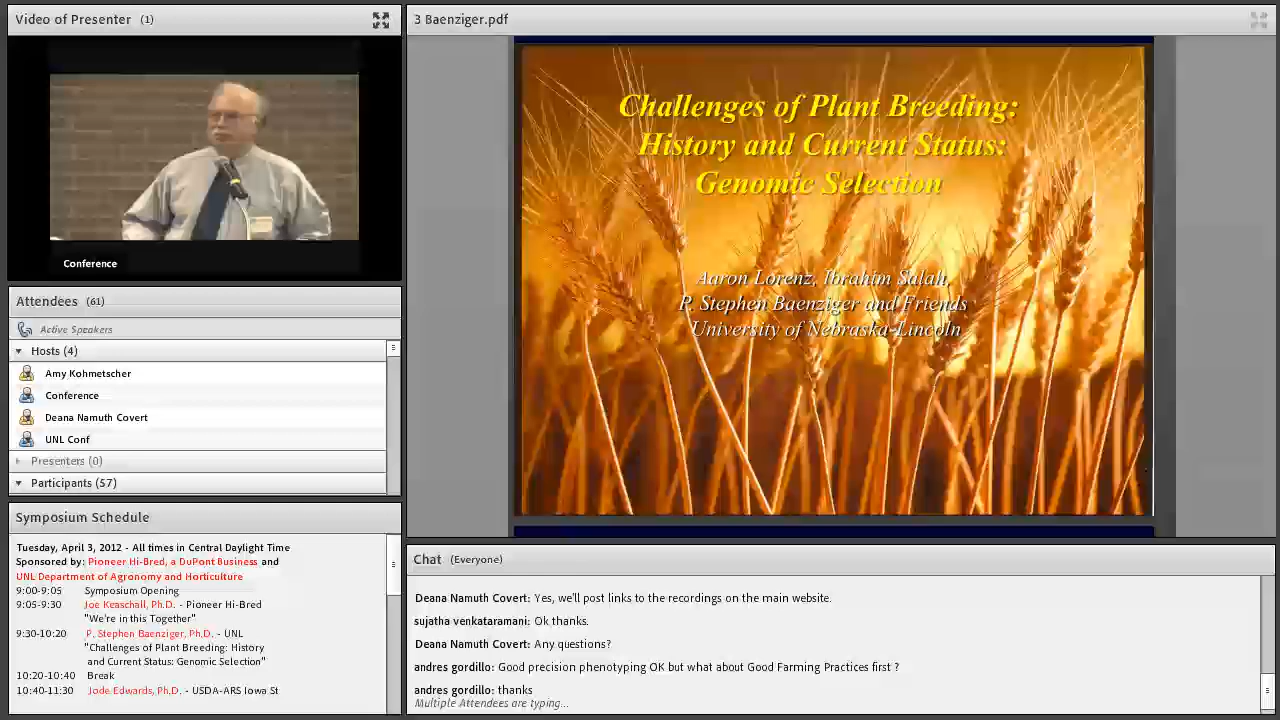 Video of Presenter (1)
Conference
Attendees (61)
Active Speakers
Hosts (4)
Amy Kohmetscher
Conference
Deana Namuth Covert
UNL Conf
Presenters (0)
Participants (57)
Symposium Schedule
Tuesday, April 3, 2012 - All times in Central Daylight Time
Sponsored by: Pioneer Hi-Bred, a DuPont Business and
UNL Department of Agronomy and Horticulture
9:00-9:05 Symposium Opening
9:05-9:30 Joe Keaschall, Ph.D. - Pioneer Hi-Bred
"We're in this Together"
9:30-10:20 P. Stephen Baenziger, Ph.D. - UNL
"Challenges of Plant Breeding: History
and Current Status: Genomic Selection"
10:20-10:40 Break
10:40-11:30 Jode Edwards, Ph.D. - USDA-ARS Iowa St
3 Baenziger.pdf
Challenges of Plant Breeding:
History and Current Status:
Genomic Selection
Aaron Lorenz, Ibrahim Salah,
P. Stephen Baenziger and Friends
University of Nebraska-Lincoln
Chat (Everyone)
Deana Namuth Covert: Yes, we'll post links to the recordings on the main website.
sujatha venkataramani: Ok thanks.
Deana Namuth Covert: Any questions?
andres gordillo: Good precision phenotyping OK but what about Good Farming Practices first ?
andres gordillo: thanks
Multiple Attendees are typing...